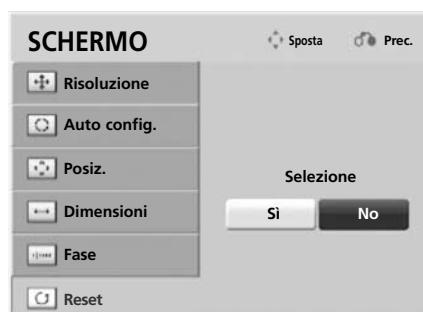 SCHERMO
Sposta
Prec.
Risoluzione
Auto config.
Posiz.
Dimensioni
Fase
Reset
Selezione
Sì
No